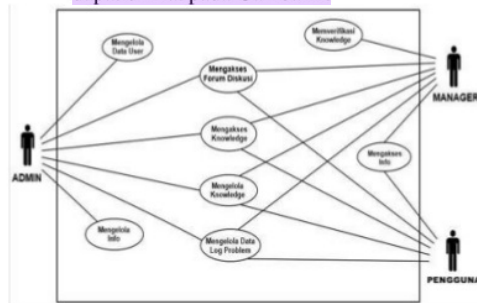 Mengelola
Data User
Memverifikasi
Knowledge
Mengakses
Forum Diskusi
MANAGER
Mengakses
Knowledge
Mengakses
Info
ADMIN
Mengelola
Knowledge
Mengelola
Info
Mengelola Data
Log Problem
PENGGUNA